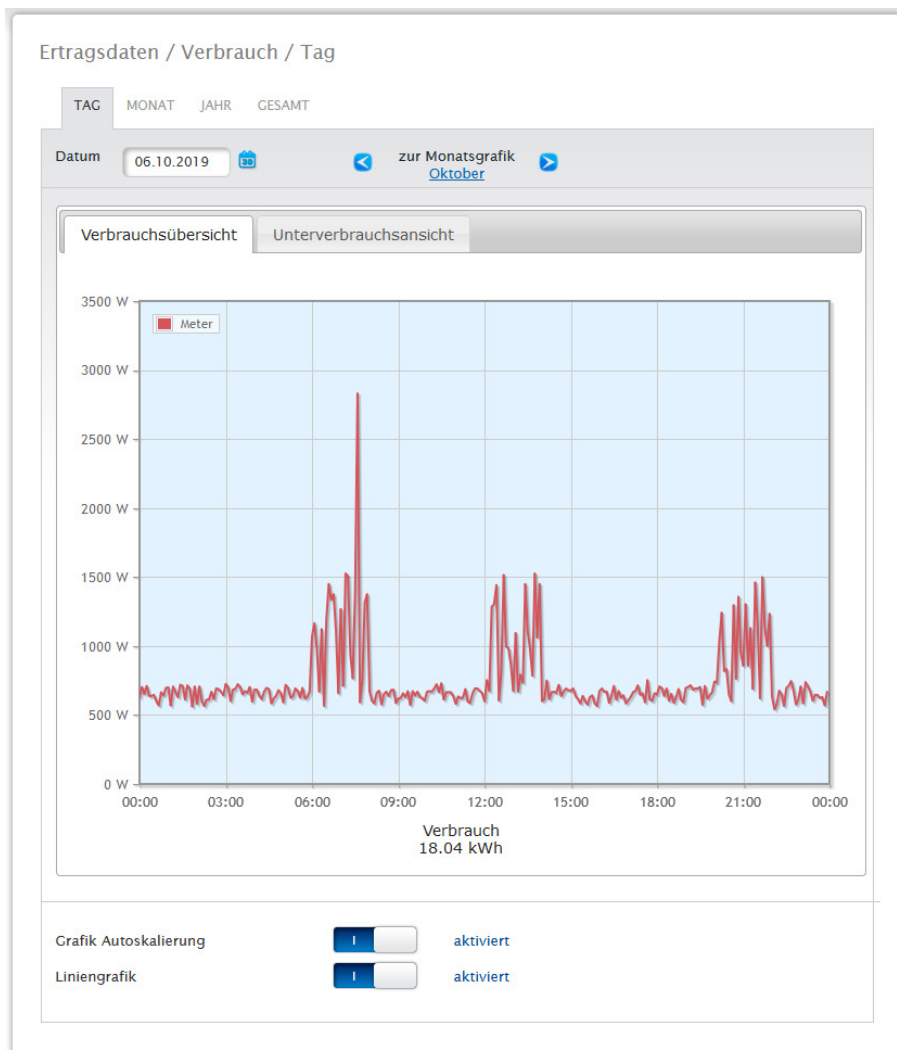 Ertragsdaten / Verbrauch / Tag
TAG MONAT JAHR GESAMT
Datum 06.10.2019 30 zur Monatsgrafik
Oktober
Verbrauchsübersicht Unterverbrauchsansicht
3500 W
Meter
3000 W
2500 W
2000 W
1500 W
1000 W
500 W
0 W
00:00 03:00 06:00 09:00 12:00 15:00 18:00 21:00 00:00
Verbrauch
18.04 kWh
Grafik Autoskalierung I aktiviert
Liniengrafik I aktiviert